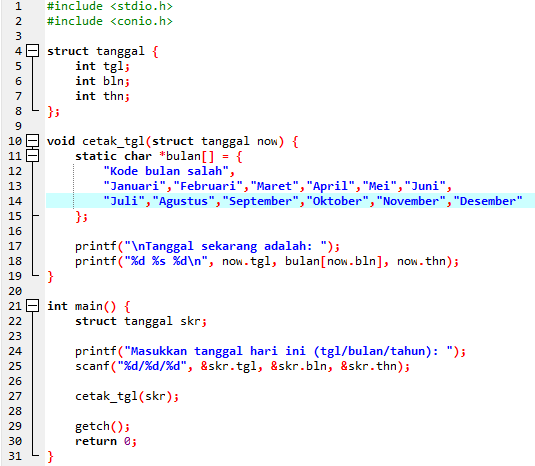 1 #include <stdio.h>
2 #include <conio.h>
3
4 struct tanggal {
5     int tgl;
6     int bln;
7     int thn;
8 };
9
10 void cetak_tgl(struct tanggal now) {
11     static char *bulan[] = {
12         "Kode bulan salah",
13         "Januari","Februari","Maret","April","Mei","Juni",
14         "Juli","Agustus","September","Oktober","November","Desember"
15     };
16
17     printf("\nTanggal sekarang adalah: ");
18     printf("%d %s %d\n", now.tgl, bulan[now.bln], now.thn);
19 }
20
21 int main() {
22     struct tanggal skr;
23
24     printf("Masukkan tanggal hari ini (tgl/bulan/tahun): ");
25     scanf("%d/%d/%d", &skr.tgl, &skr.bln, &skr.thn);
26
27     cetak_tgl(skr);
28
29     getch();
30     return 0;
31 }